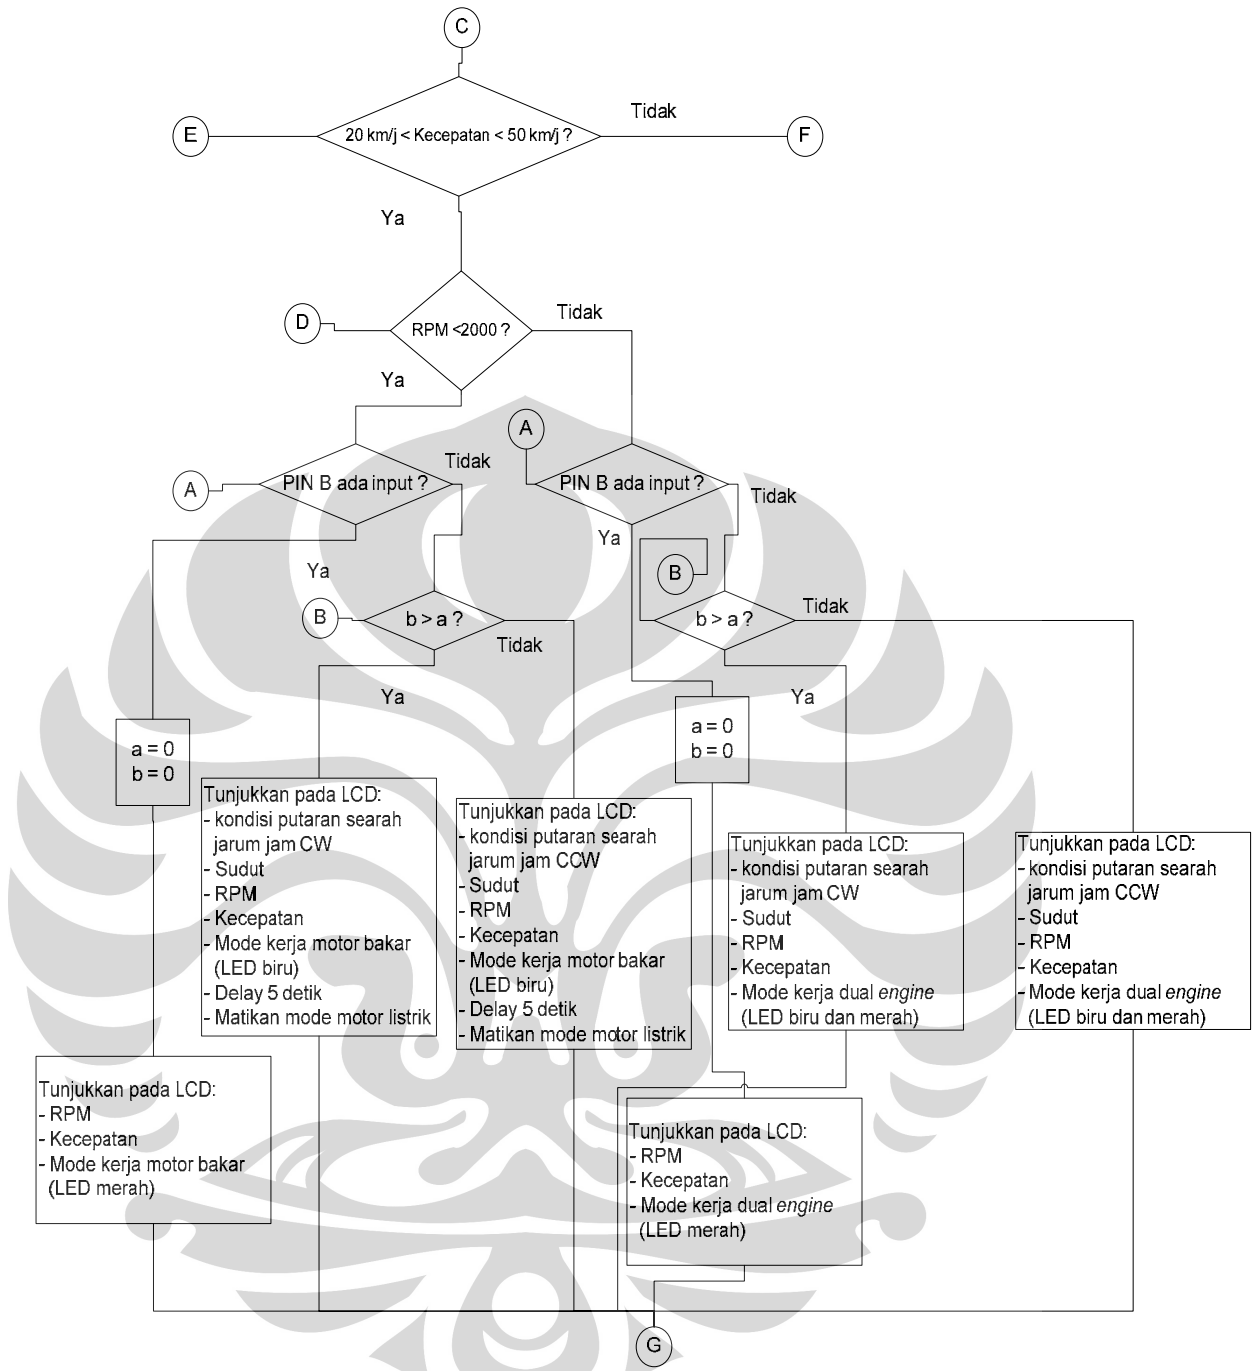 C
Tidak
E
20 km/j < Kecepatan < 50 km/j ?
F
Ya
Tidak
D
RPM <2000 ?
Ya
A
Tidak
PIN B ada input ?
A
PIN B ada input ?
Tidak
Ya
Ya
B
Tidak
B
b > a ?
b > a ?
Tidak
Ya
Ya
a = 0
b = 0
a = 0
b = 0
Tunjukkan pada LCD:
- kondisi putaran searah
jarum jam CW
- Sudut
- RPM
- Kecepatan
- Mode kerja motor bakar
(LED biru)
- Delay 5 detik
- Matikan mode motor listrik
Tunjukkan pada LCD:
- kondisi putaran searah
jarum jam CCW
- Sudut
- RPM
- Kecepatan
- Mode kerja motor bakar
(LED biru)
- Delay 5 detik
- Matikan mode motor listrik
Tunjukkan pada LCD:
- kondisi putaran searah
jarum jam CW
- Sudut
- RPM
- Kecepatan
- Mode kerja dual engine
(LED biru dan merah)
Tunjukkan pada LCD:
- kondisi putaran searah
jarum jam CCW
- Sudut
- RPM
- Kecepatan
- Mode kerja dual engine
(LED biru dan merah)
Tunjukkan pada LCD:
- RPM
- Kecepatan
- Mode kerja motor bakar
(LED merah)
Tunjukkan pada LCD:
- RPM
- Kecepatan
- Mode kerja dual engine
(LED merah)
G